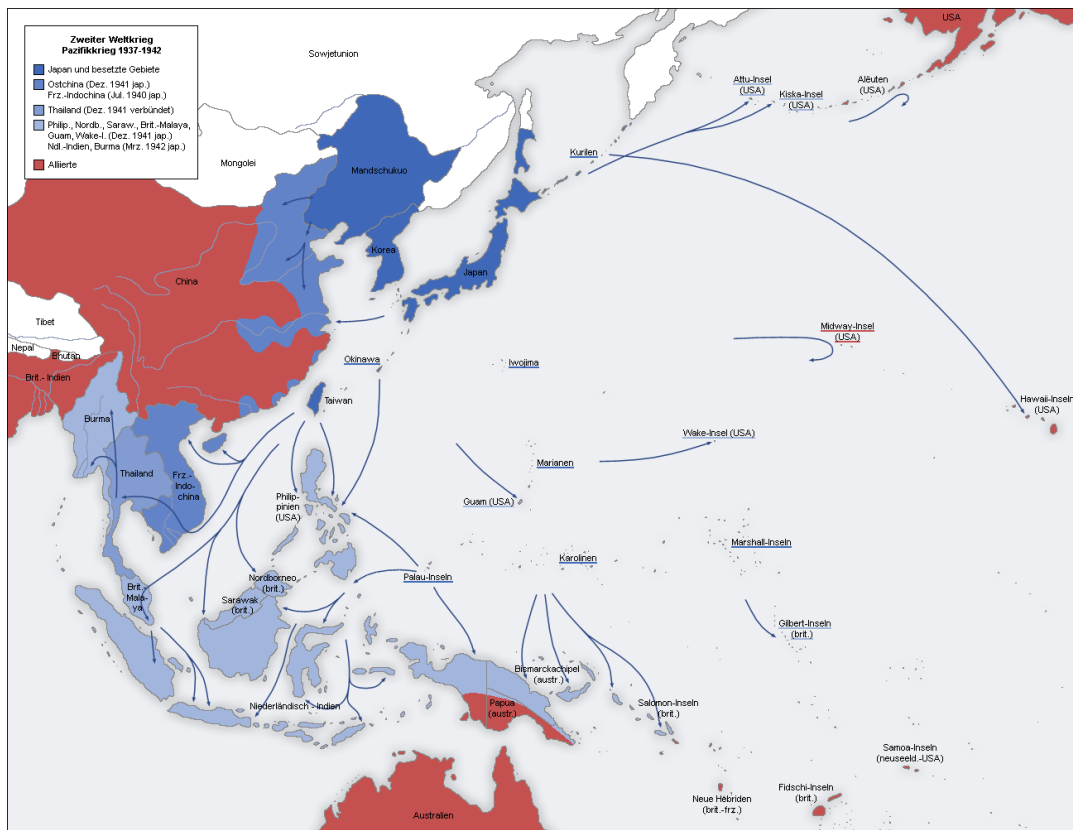 Zweiter Weltkrieg
Pazifikkrieg 1937-1942
Japan und besetzte Gebiete
Ostchina (Dez. 1941 jap.)
Frz.-Indochina (Jul. 1940 jap.)
Thailand (Dez. 1941 verbündet)
Philip., Nordb., Saraw., Brit.-Malaya,
Guam, Wake-I. (Dez. 1941 jap.)
Ndl.-Indien, Burma (Mrz. 1942 jap.)
Alliierte
USA
Sowjetunion
Attu-Insel
(USA)
Kiska-Insel
(USA)
Alëuten
(USA)
Mongolei
Mandschukuo
Kurilen
Korea
Japan
China
Tibet
Nepal
Bhutan
Brit.- Indien
Okinawa
Iwojima
Midway-Insel
(USA)
Taiwan
Hawaii-Inseln
(USA)
Burma
Wake-Insel (USA)
Thailand
Frz.-
Indo-
china
Marianen
Philip-
pinien
(USA)
Guam (USA)
Marshall-Inseln
Karolinen
Palau-Inseln
Nordborneo
(brit.)
Brit.-
Mala-
ya
Sarawak
(brit.)
Gilbert-Inseln
(brit.)
Bismarckachipel
(austr.)
Niederländisch - Indien
Papua
(austr.)
Salomon-Inseln
(brit.)
Samoa-Inseln
(neuseeld.-USA)
Neue Hebriden
(brit.-frz.)
Fidschi-Inseln
(brit.)
Australien